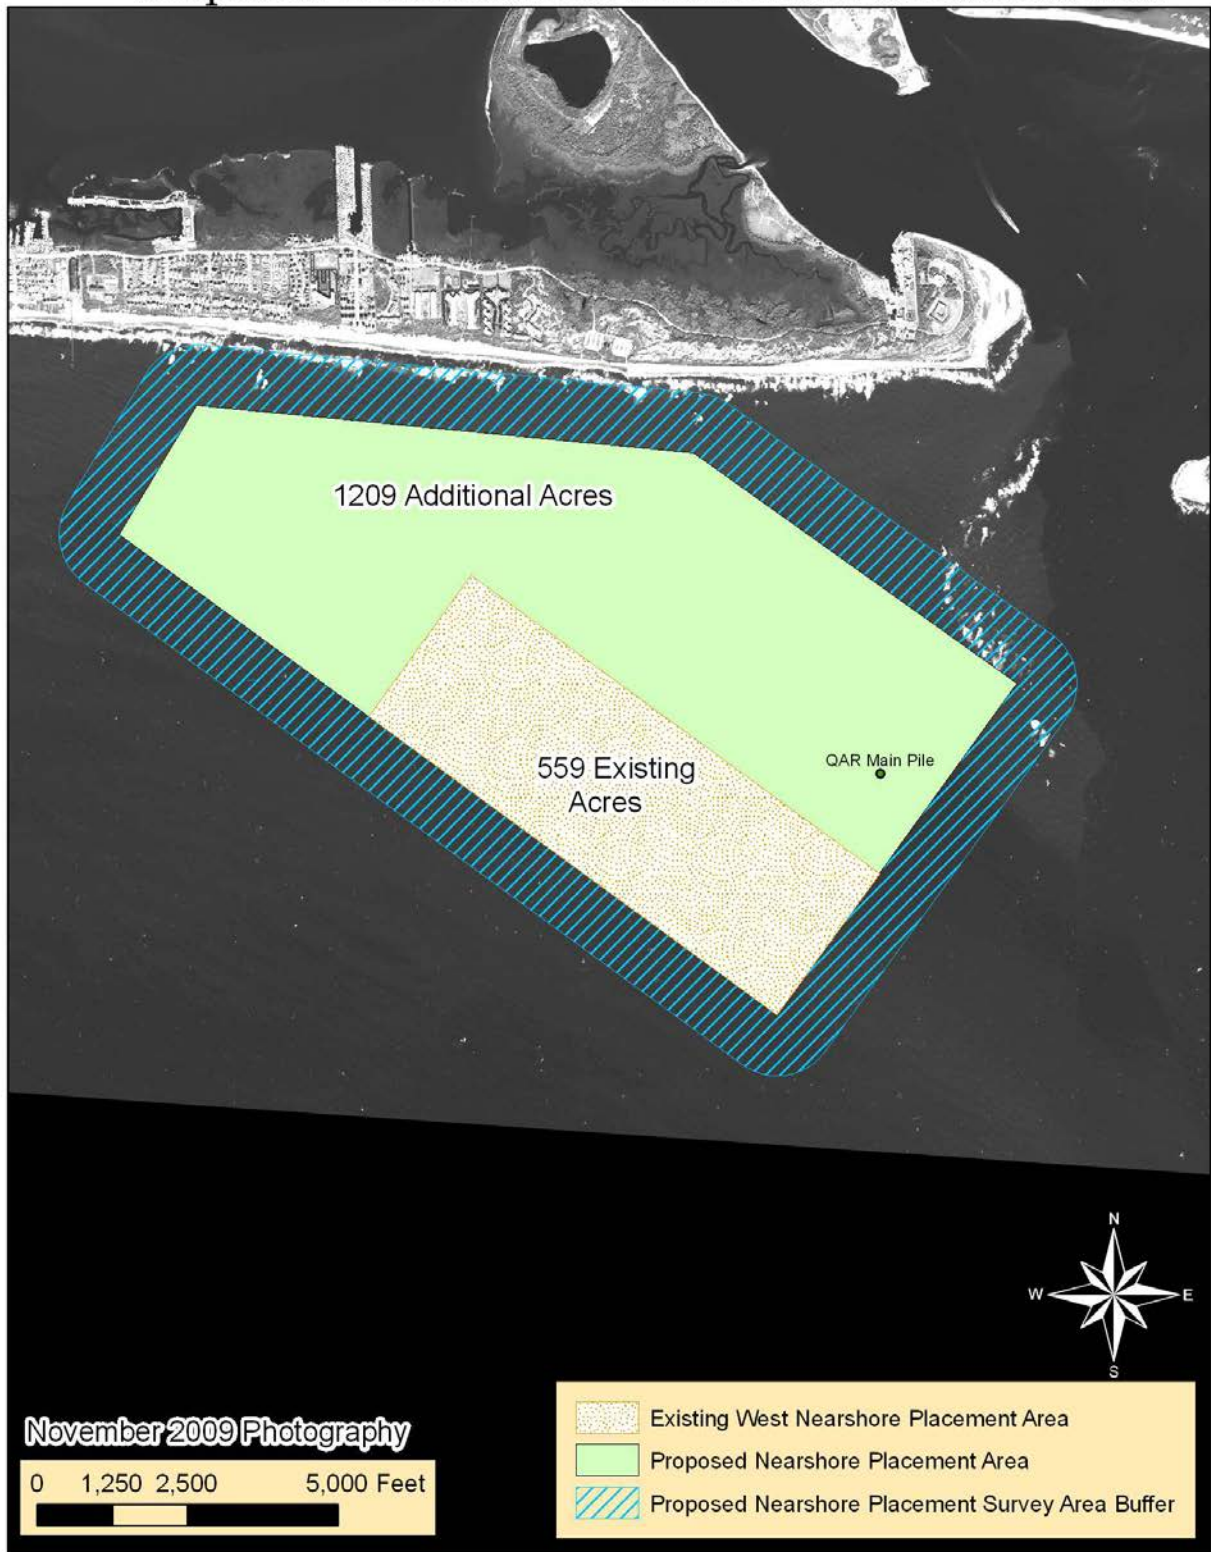 1209 Additional Acres
QAR Main Pile
559 Existing
Acres
N
W
E
S
November 2009 Photography
0 1,250 2,500 5,000 Feet
Existing West Nearshore Placement Area
Proposed Nearshore Placement Area
Proposed Nearshore Placement Survey Area Buffer